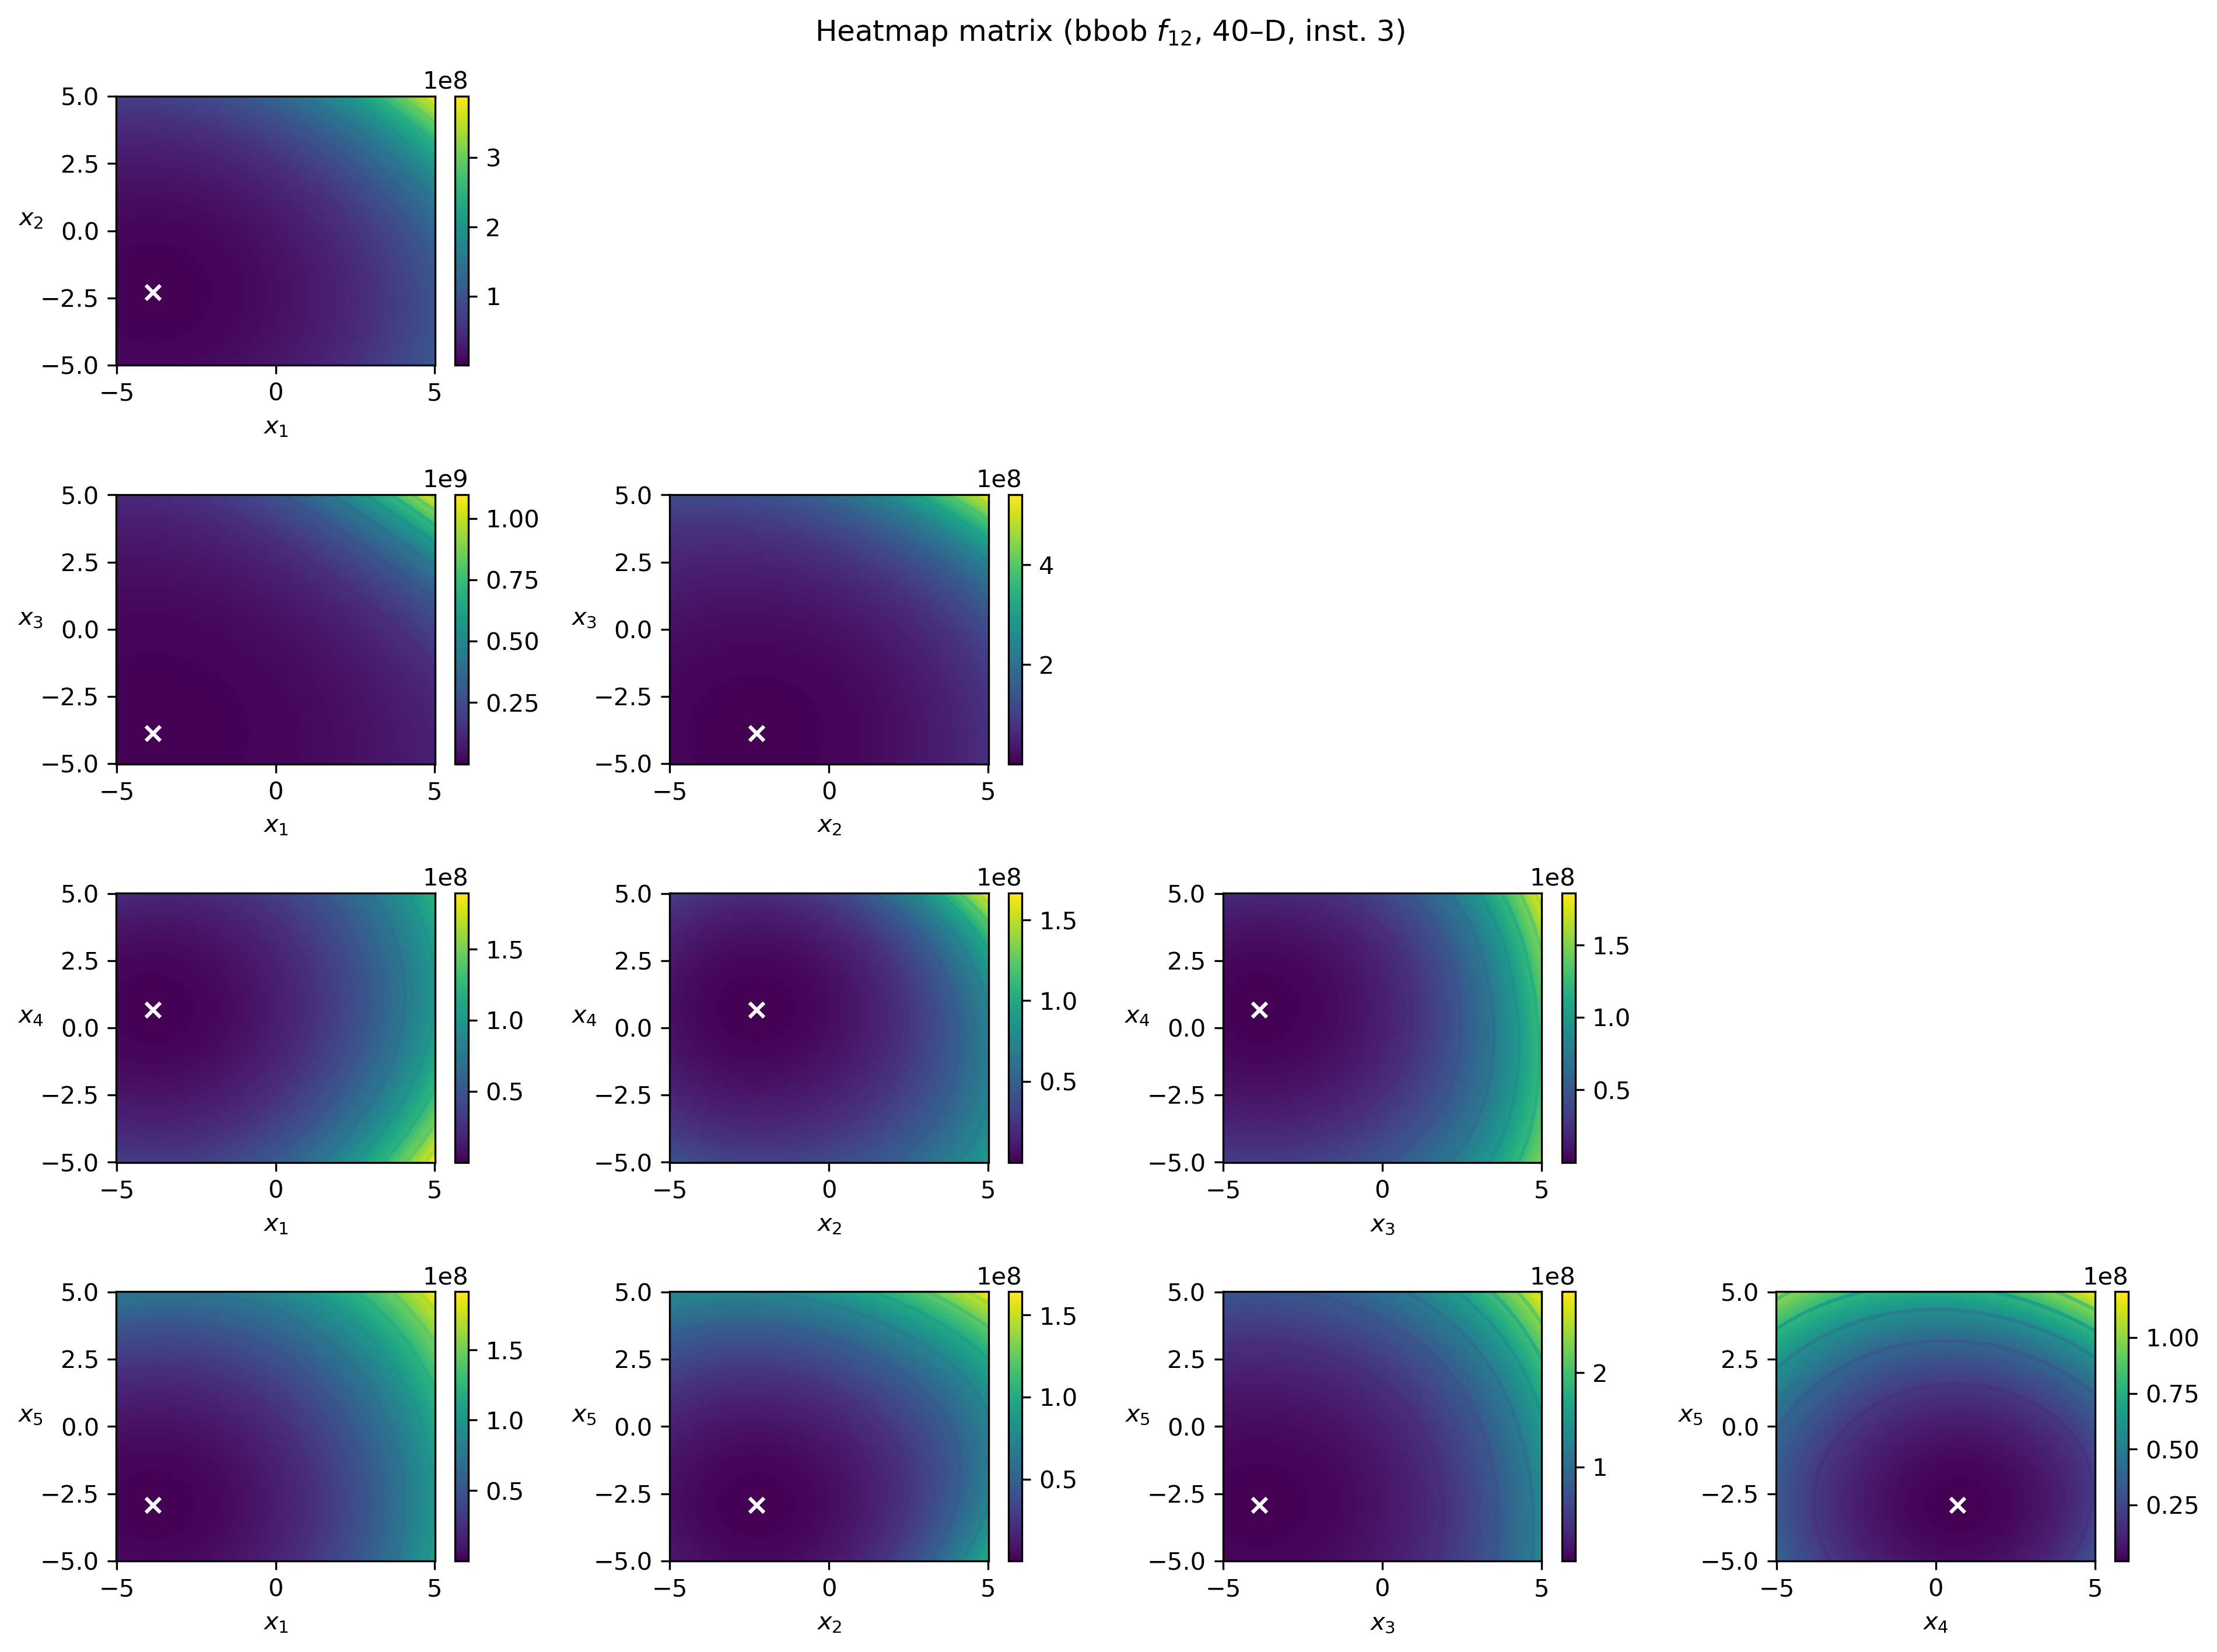 Heatmap matrix (bbob f₁₂, 40–D, inst. 3)
1e8
5.0
2.5
x₂ 0.0
−2.5
−5.0
3
2
1
−5 0 5
x₁
1e9
5.0
2.5
x₃ 0.0
−2.5
−5.0
1.00
0.75
0.50
0.25
−5 0 5
x₁
1e8
5.0
2.5
x₃ 0.0
−2.5
−5.0
4
2
−5 0 5
x₂
1e8
5.0
2.5
x₄ 0.0
−2.5
−5.0
1.5
1.0
0.5
−5 0 5
x₁
1e8
5.0
2.5
x₄ 0.0
−2.5
−5.0
1.5
1.0
0.5
−5 0 5
x₂
1e8
5.0
2.5
x₄ 0.0
−2.5
−5.0
1.5
1.0
0.5
−5 0 5
x₃
1e8
5.0
2.5
x₅ 0.0
−2.5
−5.0
1.5
1.0
0.5
−5 0 5
x₁
1e8
5.0
2.5
x₅ 0.0
−2.5
−5.0
1.5
1.0
0.5
−5 0 5
x₂
1e8
5.0
2.5
x₅ 0.0
−2.5
−5.0
2
1
−5 0 5
x₃
1e8
5.0
2.5
x₅ 0.0
−2.5
−5.0
1.00
0.75
0.50
0.25
−5 0 5
x₄